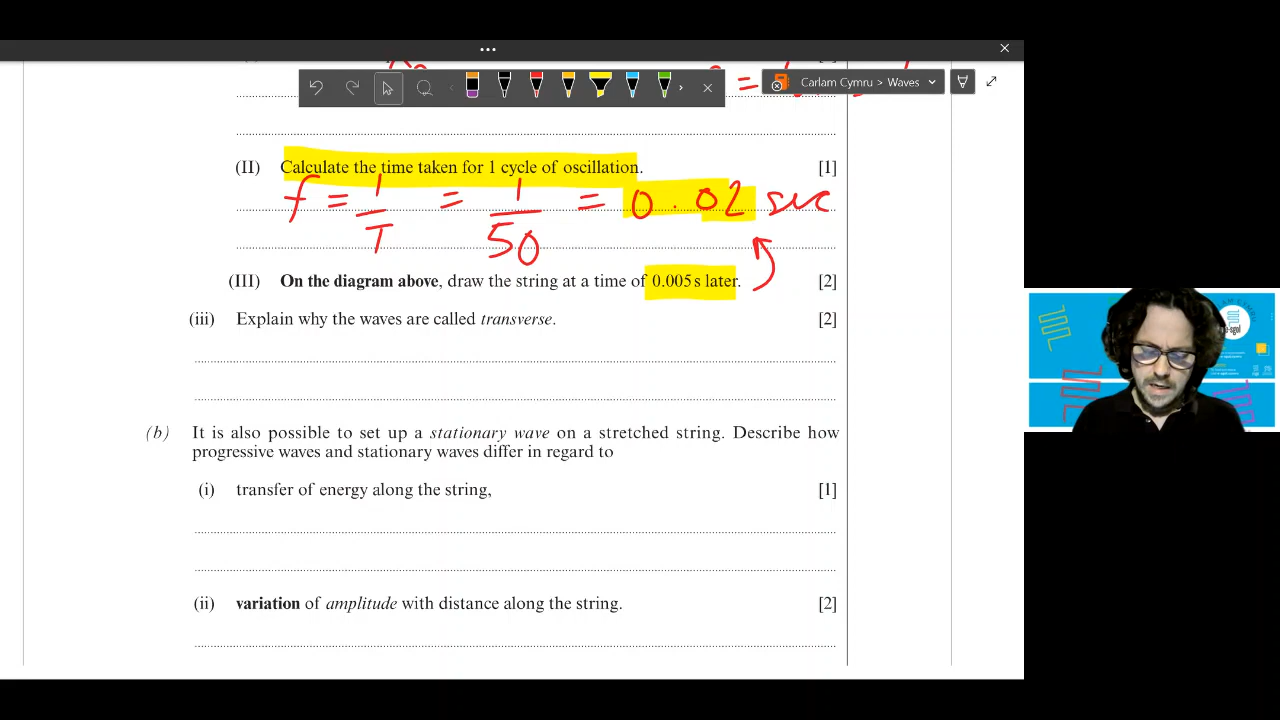 Carlam Cymru > Waves
(II) Calculate the time taken for 1 cycle of oscillation. [1]
f = 1/T = 1/50 = 0.02 sec
(III) On the diagram above, draw the string at a time of 0.005 s later. [2]
(iii) Explain why the waves are called transverse. [2]
(b) It is also possible to set up a stationary wave on a stretched string. Describe how
progressive waves and stationary waves differ in regard to
(i) transfer of energy along the string, [1]
(ii) variation of amplitude with distance along the string. [2]